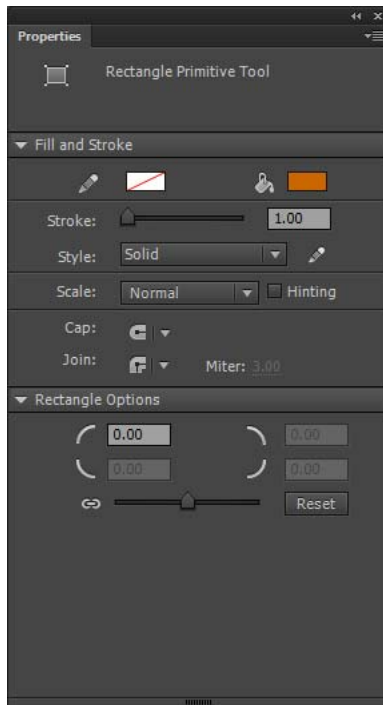 Properties
Rectangle Primitive Tool
Fill and Stroke
Stroke: 1.00
Style: Solid
Scale: Normal Hinting
Cap:
Join: Miter: 3.00
Rectangle Options
0.00 0.00
0.00 0.00
Reset